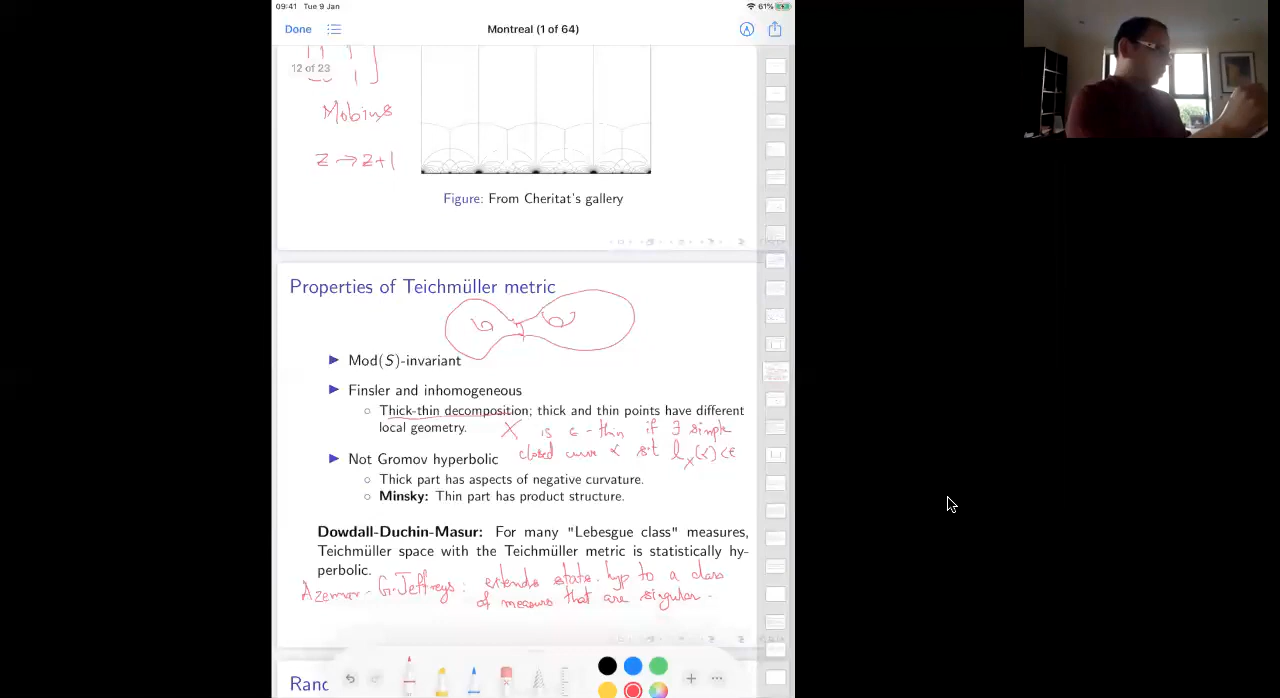 09:41 Tue 9 Jan
61%
Done
Montreal (1 of 64)
12 of 23
Mobius
z → z+1
Figure: From Cheritat's gallery
Properties of Teichmüller metric
Mod(S)-invariant
Finsler and inhomogeneous
Thick-thin decomposition; thick and thin points have different
local geometry.
X is ϵ-thin if ∃ simple
closed curve α s.t l_X(α) < ϵ
Not Gromov hyperbolic
Thick part has aspects of negative curvature.
Minsky: Thin part has product structure.
Dowdall-Duchin-Masur: For many "Lebesgue class" measures,
Teichmüller space with the Teichmüller metric is statistically hy-
perbolic.
Azemar - G. Jeffreys: extends stats. hyp to a class
of measures that are singular.
Ranc